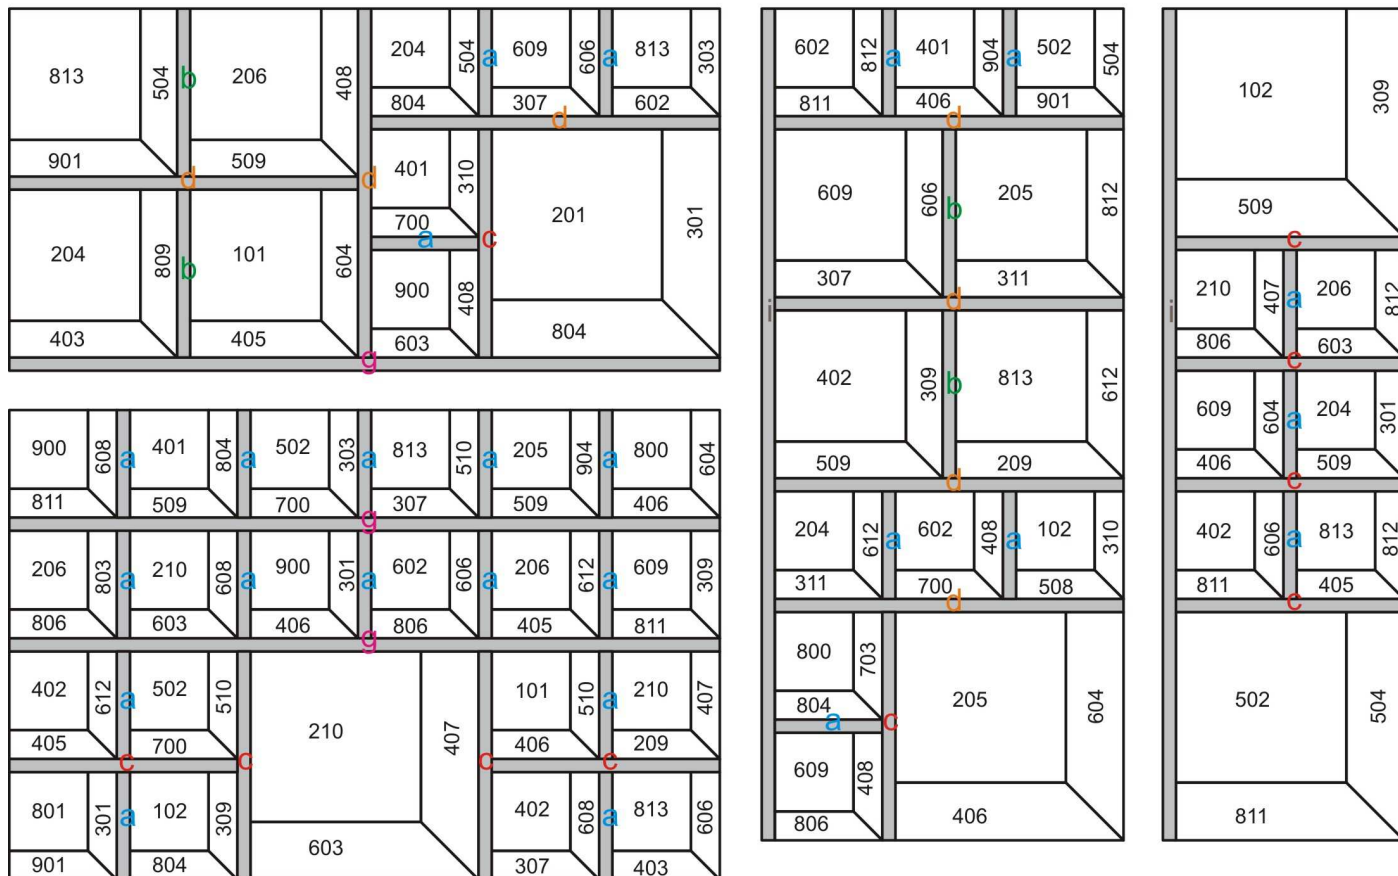 813 504 b 206 408
901 509
d d
204 809 b 101 604
403 405
204 504 a 609 606 a 813 303
804 307 602
d
401 310
700
a c 201 301
900 408
603 804
g
900 608 a 401 804 a 502 303 a 813 510 a 205 904 a 800 604
811 509 700 307 509 406
g
206 803 a 210 608 a 900 301 a 602 606 a 206 612 a 609 309
806 603 406 806 405 811
g
402 612 a 502 510 210 407 101 510 a 210 407
405 700 406 209
c c c c
801 301 a 102 309 402 608 a 813 606
901 804 603 307 403
602 812 a 401 904 a 502 504
811 406 901
d
609 606 b 205 812
307 311
i d
402 309 b 813 612
509 209
d
204 612 a 602 408 a 102 310
311 700 508
d
800 703
804 205 604
a c
609 408
806 406
102 309
509
c
210 407 a 206 812
i
806 603
c
609 604 a 204 301
406 509
c
402 606 a 813 812
811 405
c
502 504
811